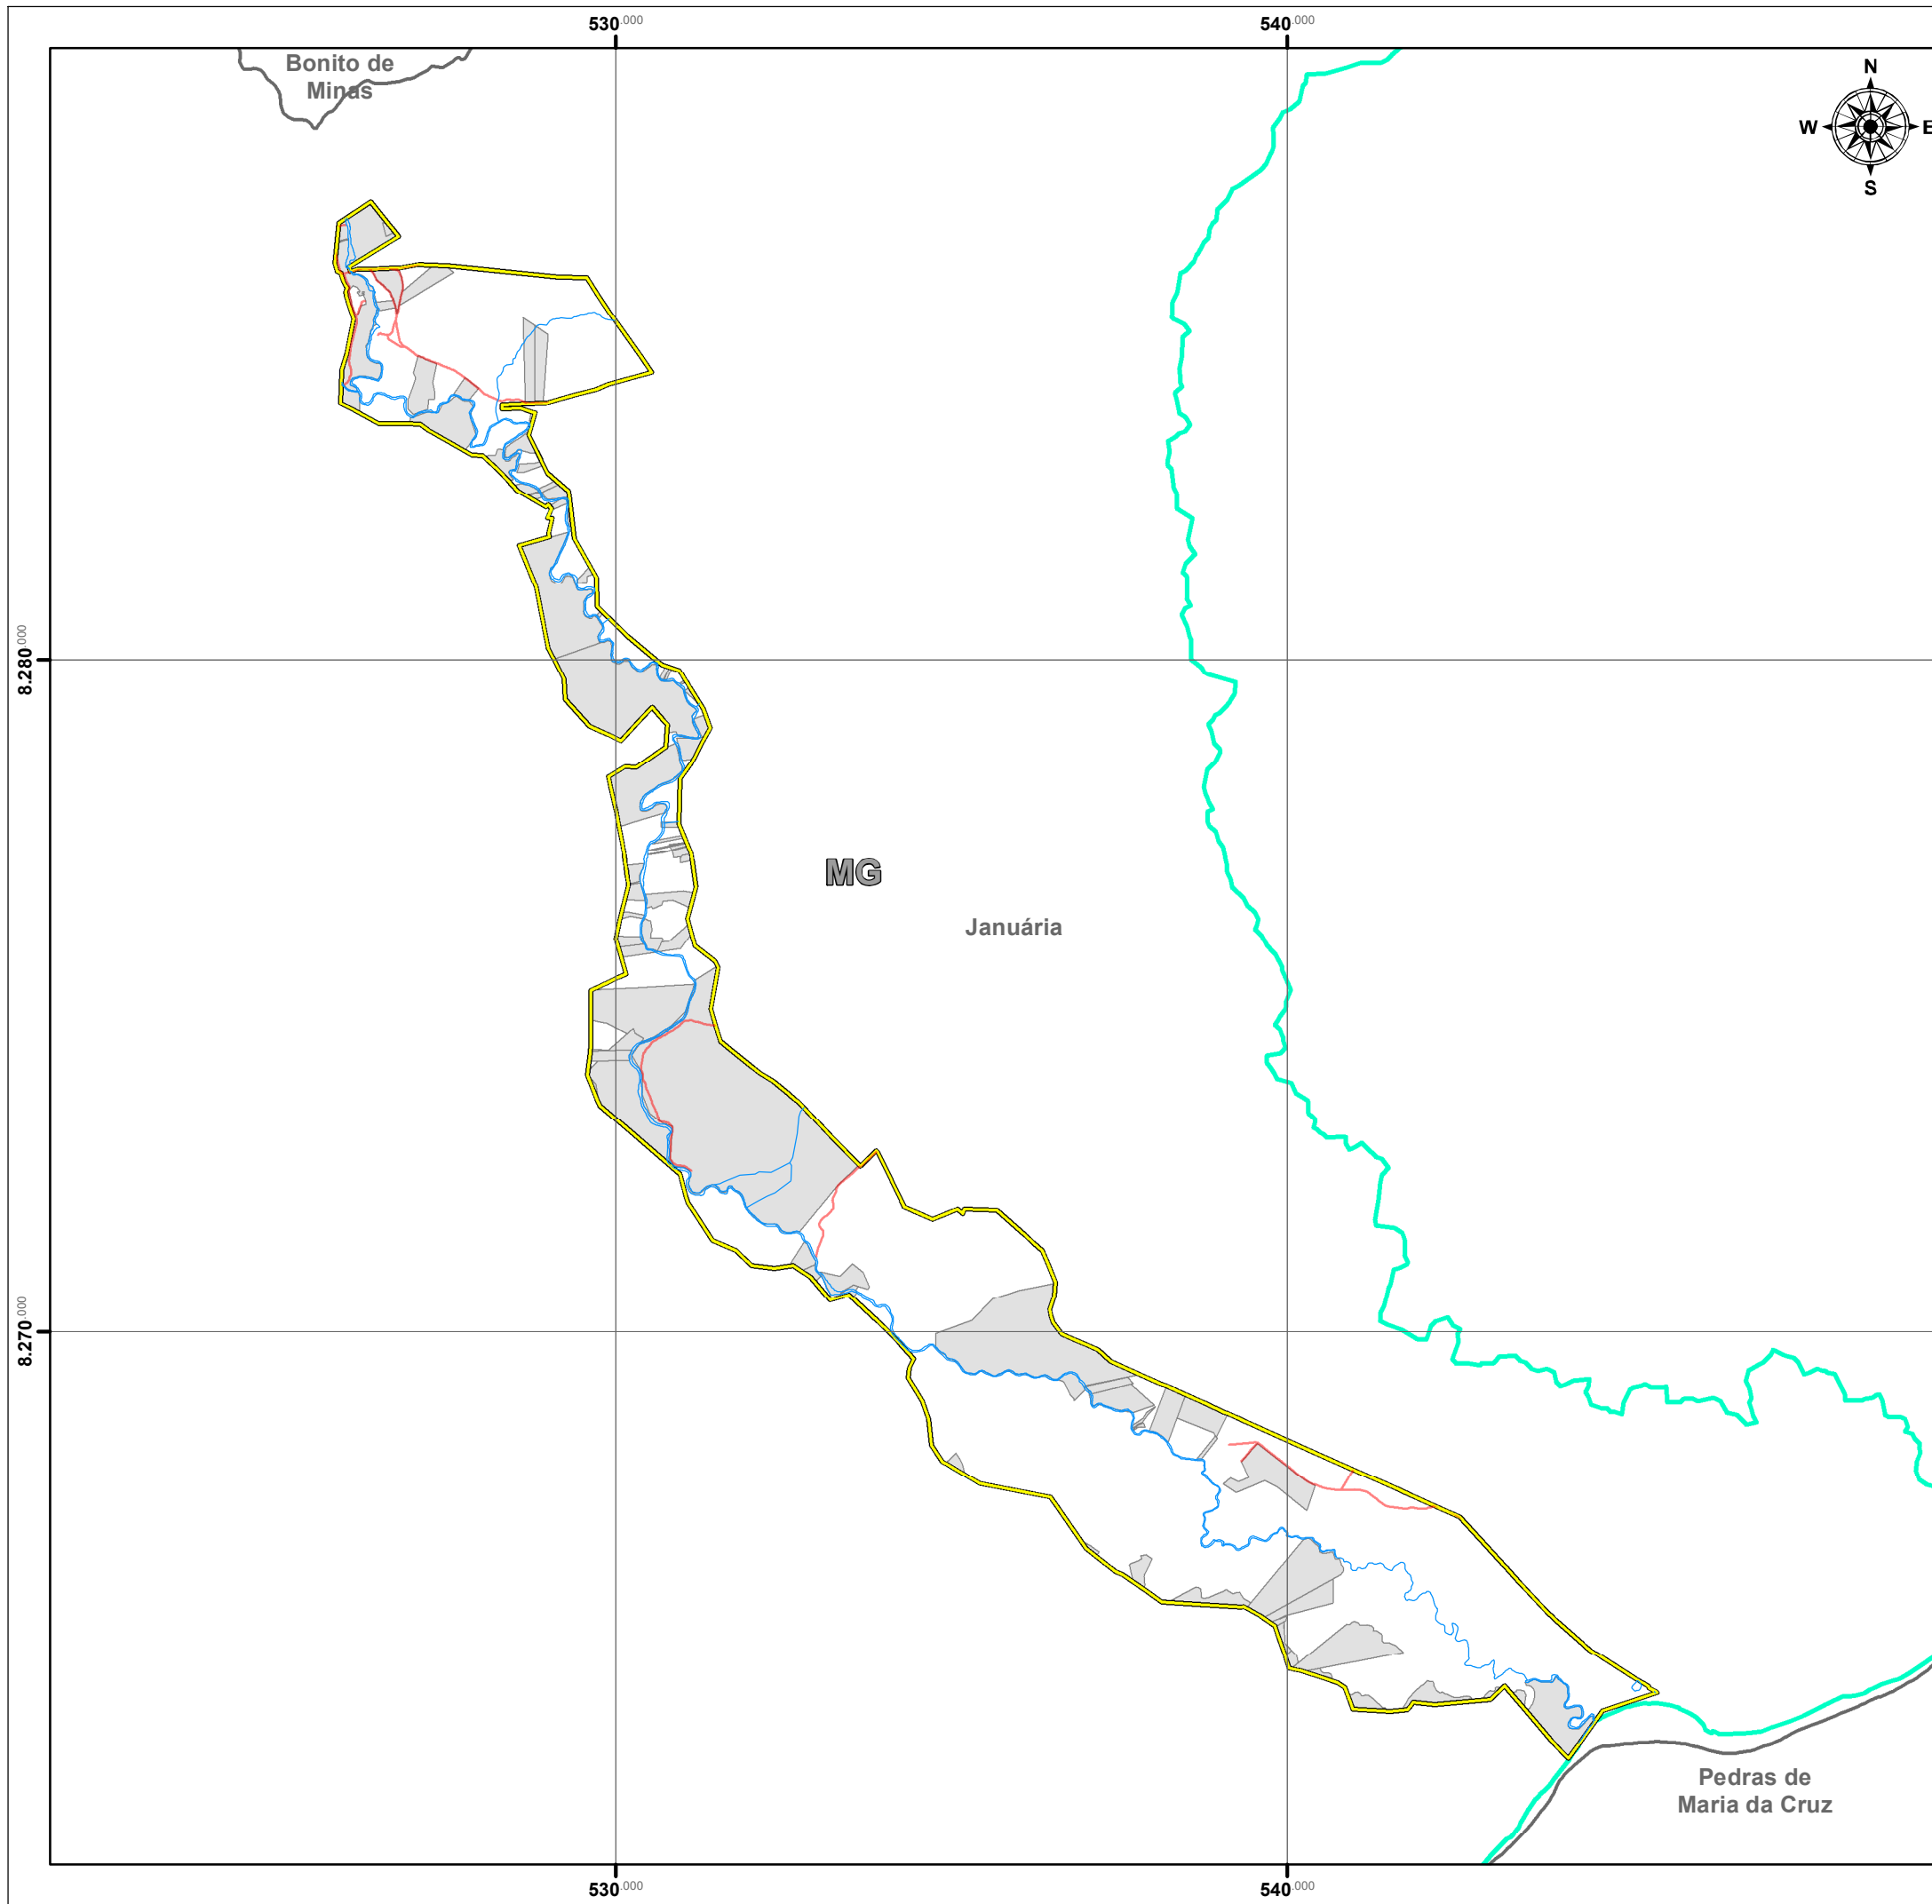 530.000
540.000
Bonito de
Minas
N
W
E
S
8.280.000
MG
Januária
8.270.000
Pedras de
Maria da Cruz
530.000
540.000